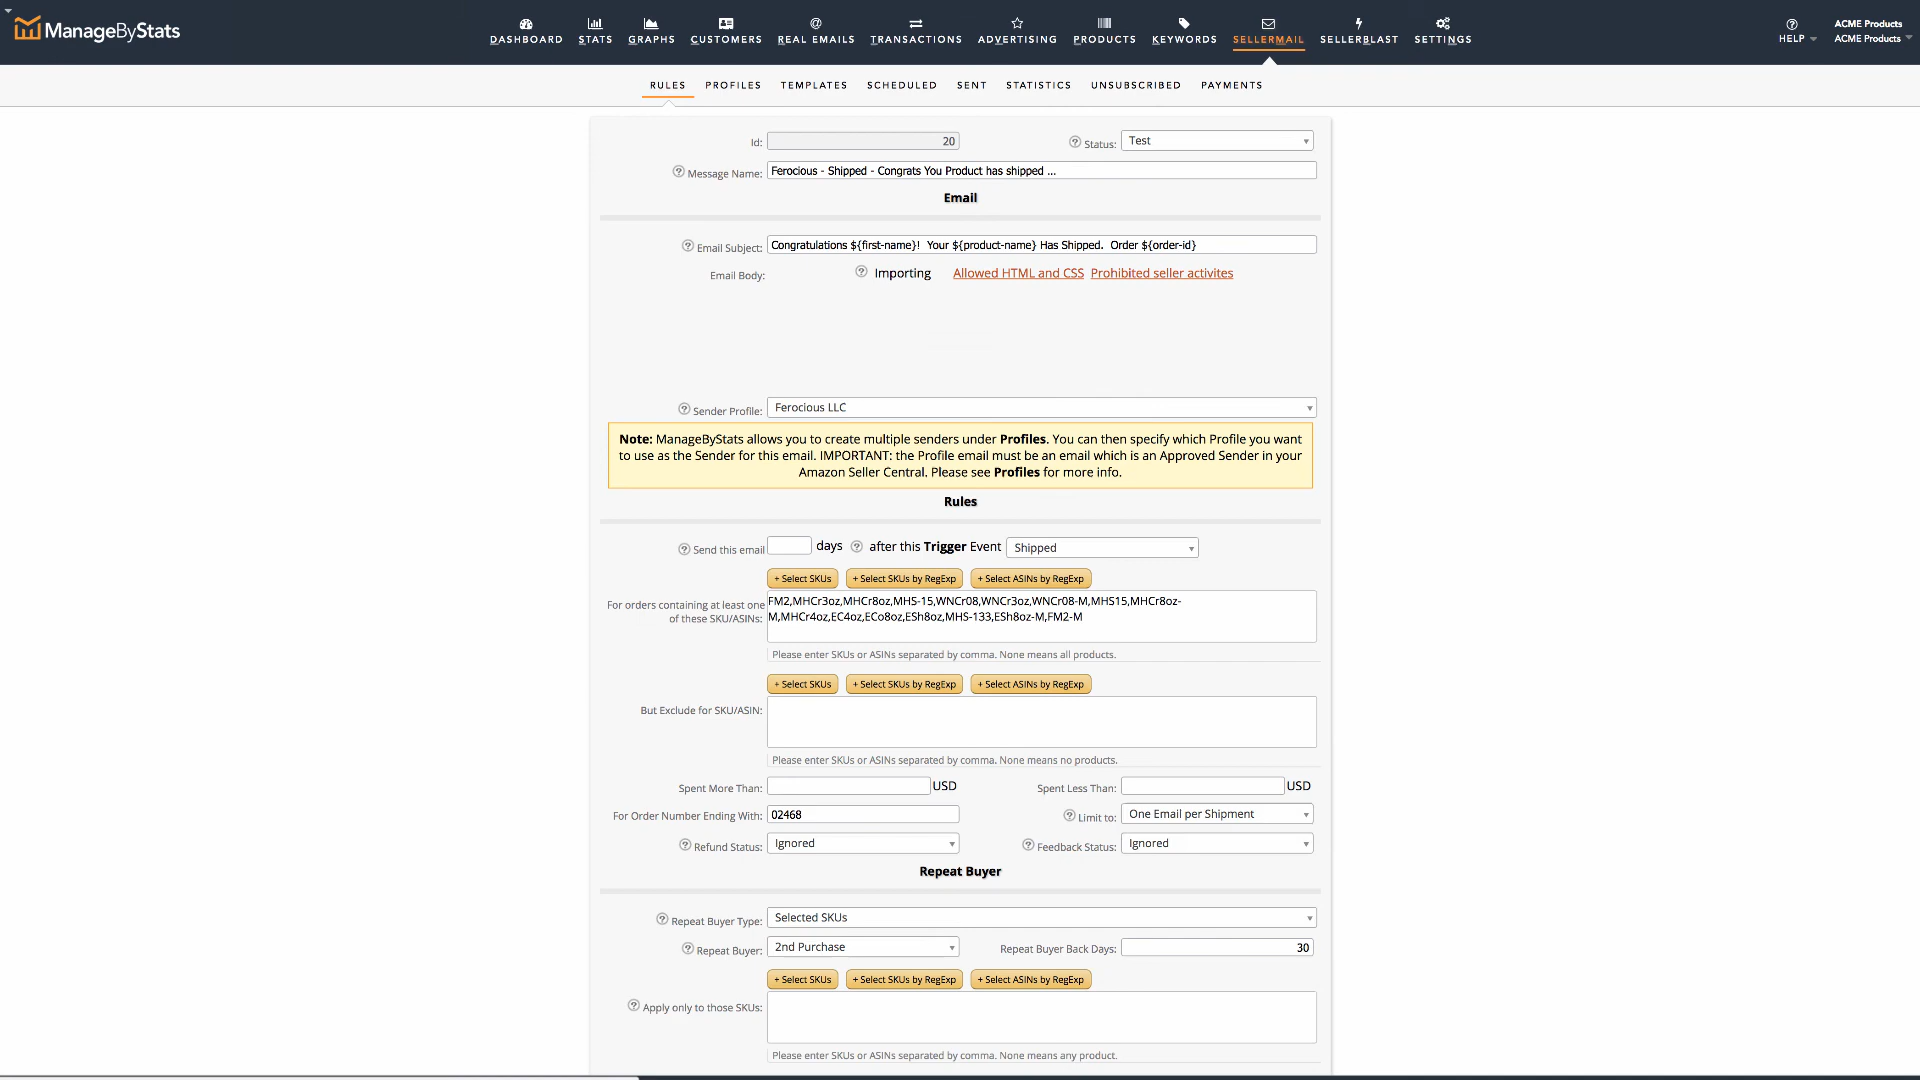 ManageByStats
DASHBOARD STATS GRAPHS CUSTOMERS REAL EMAILS TRANSACTIONS ADVERTISING PRODUCTS KEYWORDS SELLERMAIL SELLERBLAST SETTINGS
HELP
ACME Products
ACME Products
RULES PROFILES TEMPLATES SCHEDULED SENT STATISTICS UNSUBSCRIBED PAYMENTS
Id: 20 Status: Test
Message Name: Ferocious - Shipped - Congrats You Product has shipped ...
Email
Email Subject: Congratulations ${first-name}! Your ${product-name} Has Shipped. Order ${order-id}
Email Body: Importing Allowed HTML and CSS Prohibited seller activites
Sender Profile: Ferocious LLC
Note: ManageByStats allows you to create multiple senders under Profiles. You can then specify which Profile you want
to use as the Sender for this email. IMPORTANT: the Profile email must be an email which is an Approved Sender in your
Amazon Seller Central. Please see Profiles for more info.
Rules
Send this email days after this Trigger Event Shipped
+ Select SKUs + Select SKUs by RegExp + Select ASINs by RegExp
For orders containing at least one
of these SKU/ASINs:
FM2,MHCr3oz,MHCr8oz,MHS-15,WNCr08,WNCr3oz,WNCr08-M,MHS15,MHCr8oz-
M,MHCr4oz,EC4oz,ECo8oz,ESh8oz,MHS-133,ESh8oz-M,FM2-M
Please enter SKUs or ASINs separated by comma. None means all products.
+ Select SKUs + Select SKUs by RegExp + Select ASINs by RegExp
But Exclude for SKU/ASIN:
Please enter SKUs or ASINs separated by comma. None means no products.
Spent More Than: USD Spent Less Than: USD
For Order Number Ending With: 02468 Limit to: One Email per Shipment
Refund Status: Ignored Feedback Status: Ignored
Repeat Buyer
Repeat Buyer Type: Selected SKUs
Repeat Buyer: 2nd Purchase Repeat Buyer Back Days: 30
+ Select SKUs + Select SKUs by RegExp + Select ASINs by RegExp
Apply only to those SKUs:
Please enter SKUs or ASINs separated by comma. None means any product.